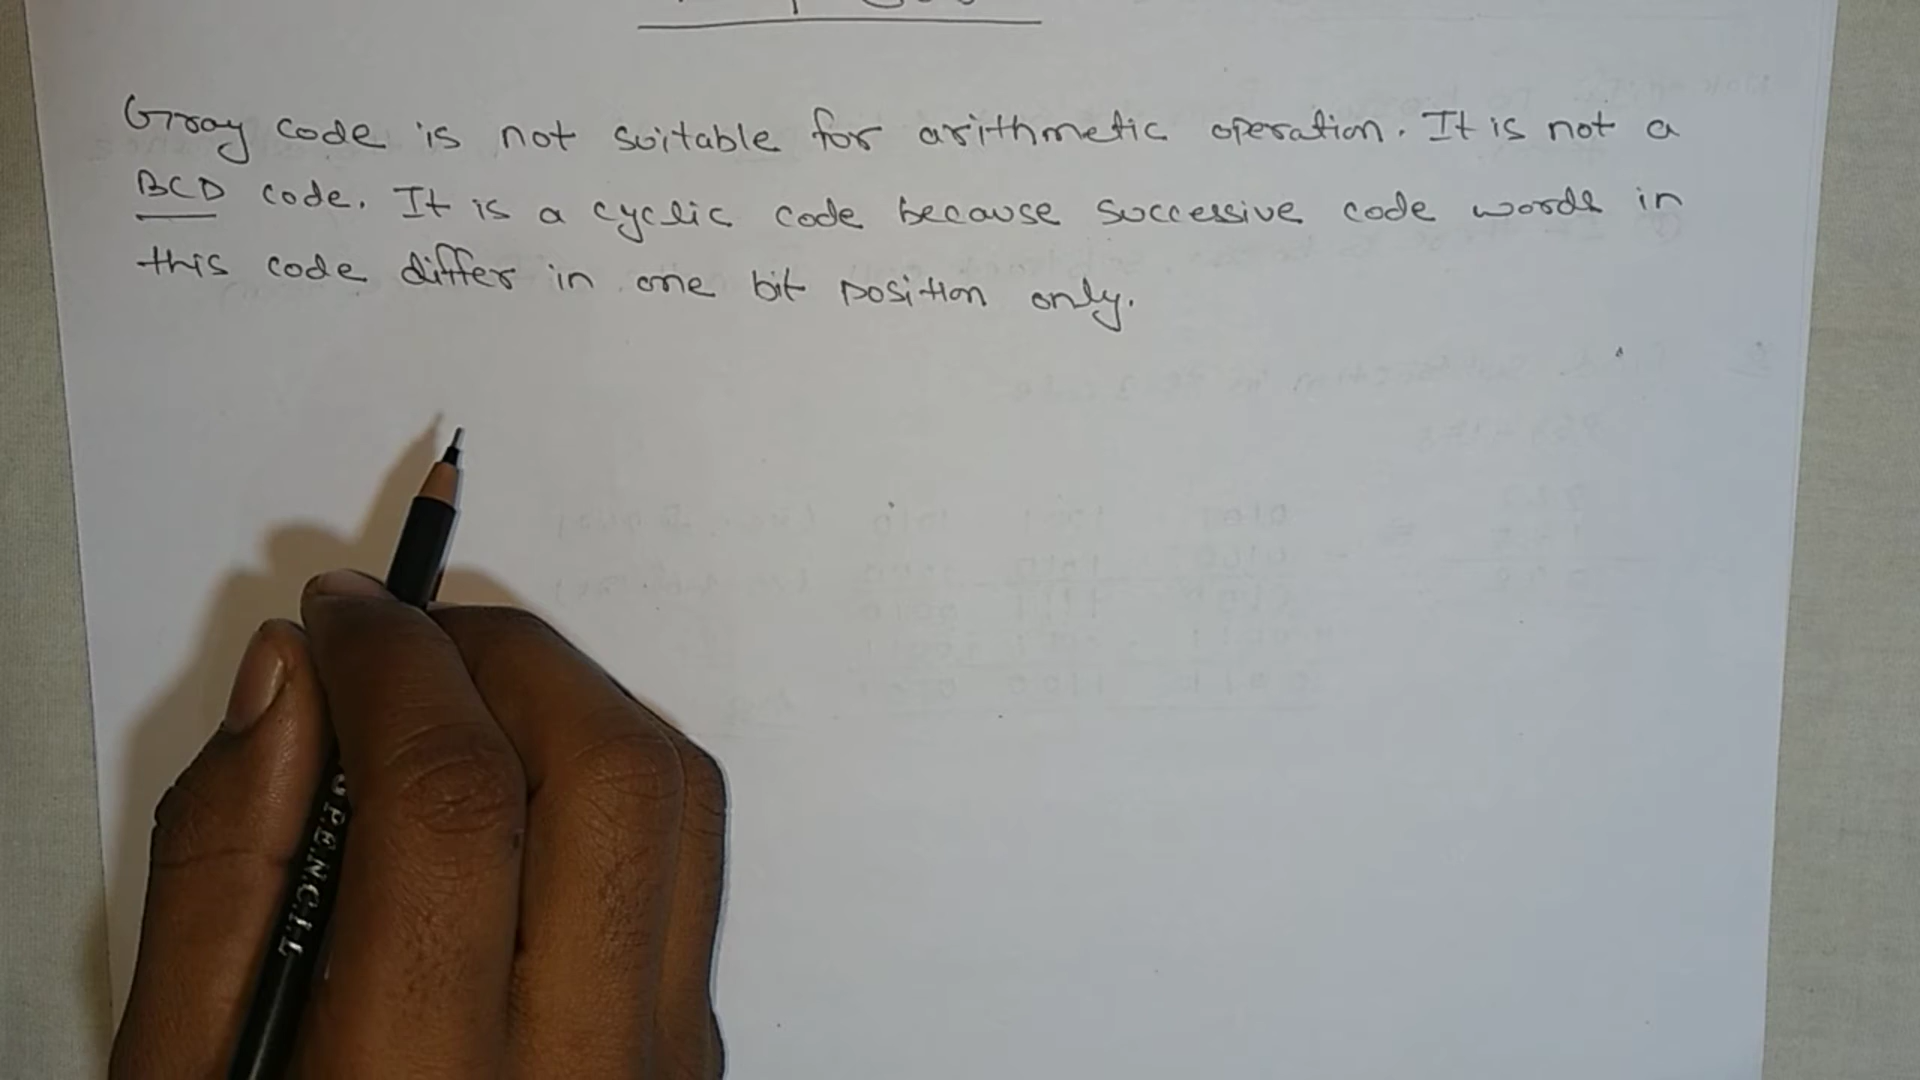 Gray code is not suitable for arithmetic operation. It is not a
BCD code. It is a cyclic code because successive code words in
this code differ in one bit position only.
PENCIL